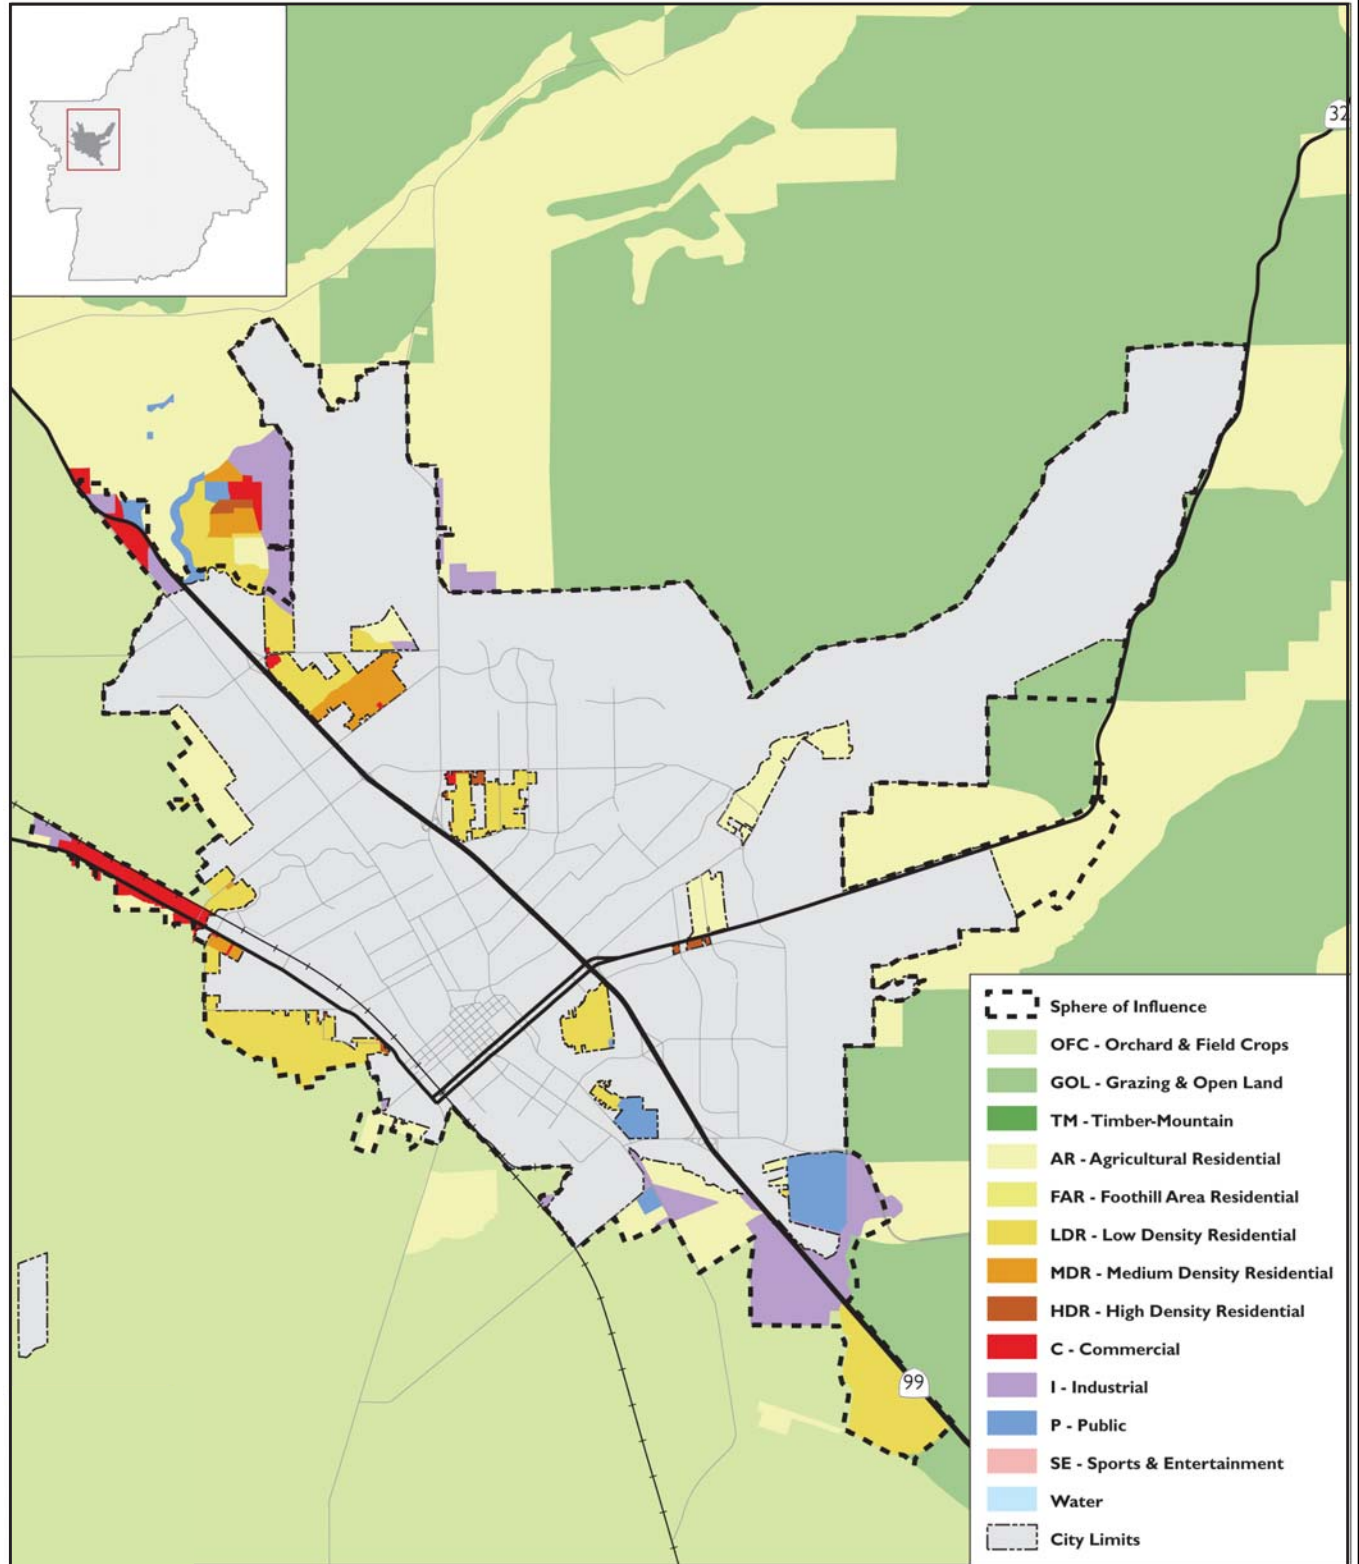 32
Sphere of Influence
OFC - Orchard & Field Crops
GOL - Grazing & Open Land
TM - Timber-Mountain
AR - Agricultural Residential
FAR - Foothill Area Residential
LDR - Low Density Residential
MDR - Medium Density Residential
HDR - High Density Residential
C - Commercial
I - Industrial
P - Public
SE - Sports & Entertainment
Water
City Limits
99